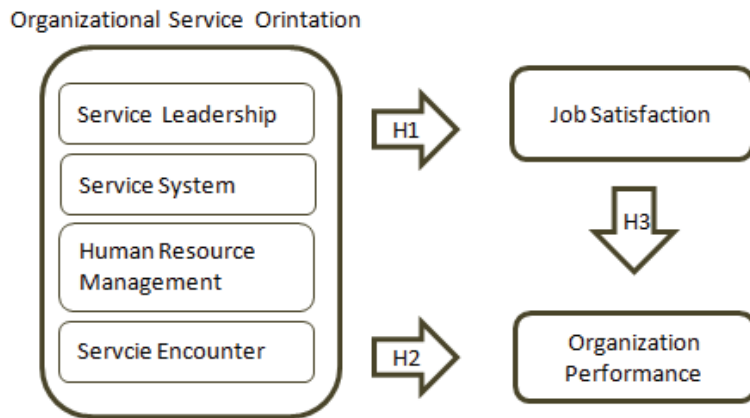 Organizational Service Orintation
Service Leadership
Service System
Human Resource
Management
Servcie Encounter
H1
H2
Job Satisfaction
H3
Organization
Performance